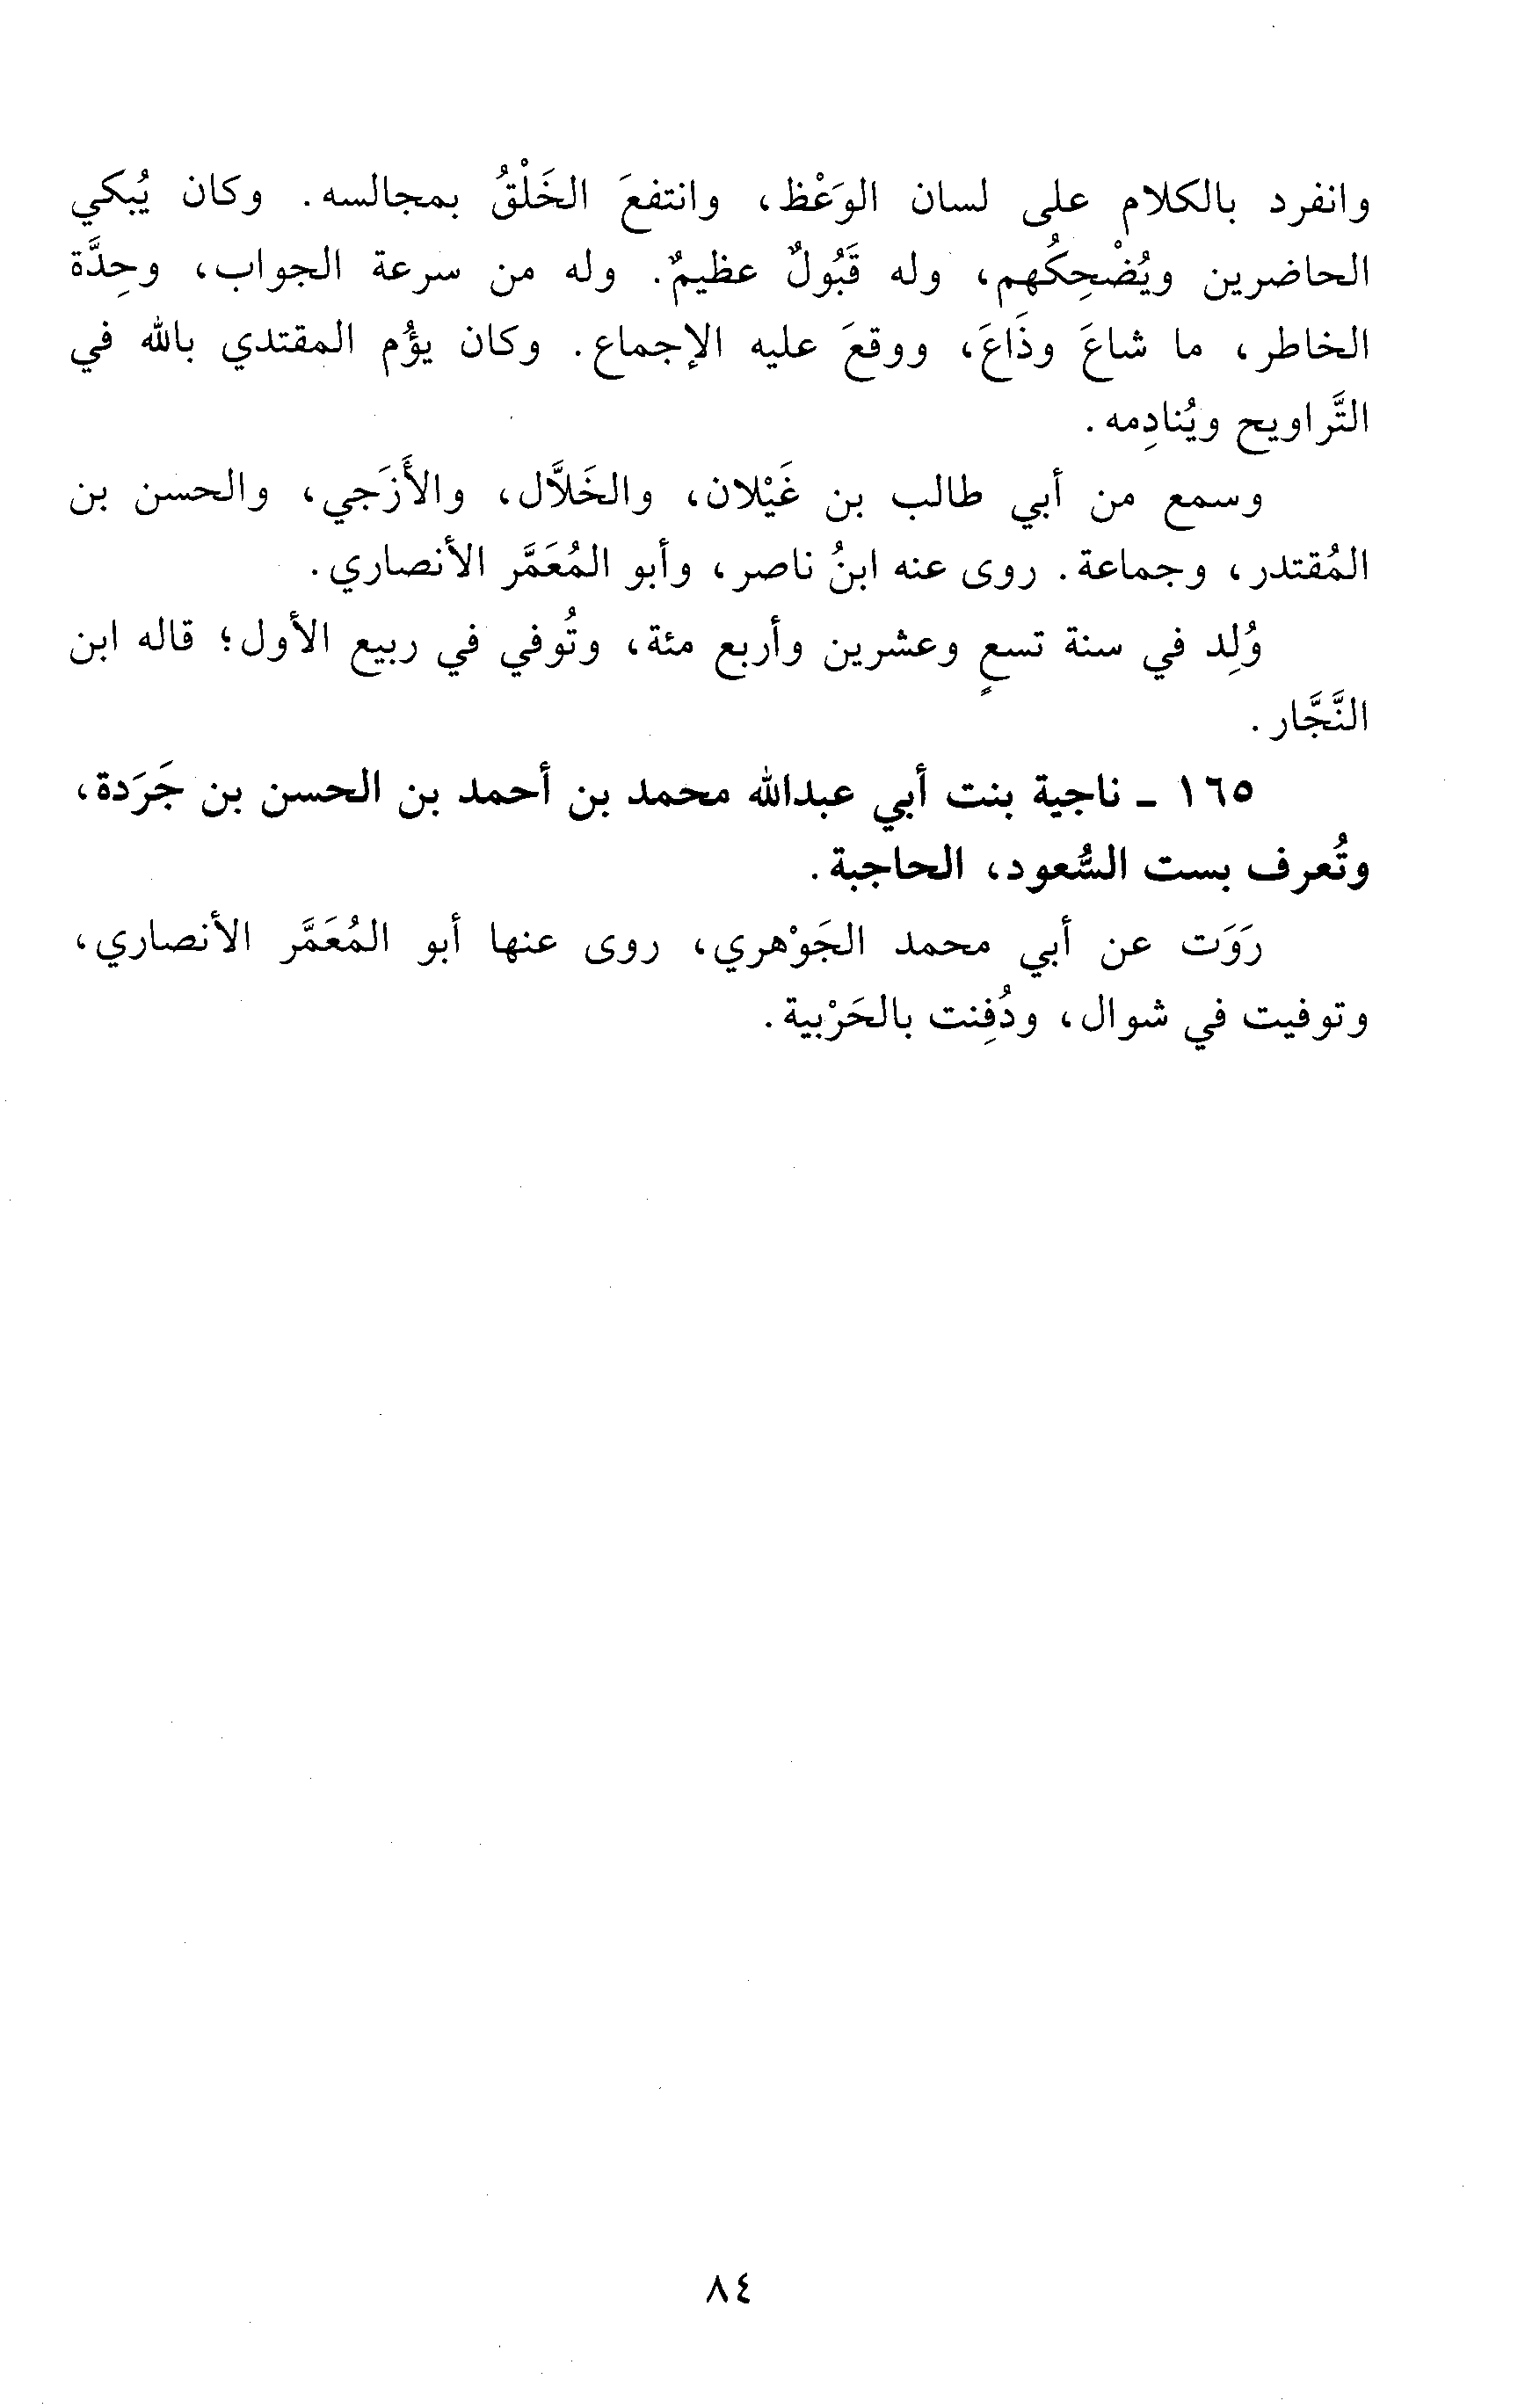 وانفرد بالكلام على لسان الوَعْظ، وانتفعَ الخَلْقُ بمجالسه. وكان يُبكي
الحاضرين ويُضْحِكُهم، وله قَبُولٌ عظيمٌ. وله من سرعة الجواب، وحِدَّة
الخاطر، ما شاعَ وذَاعَ، ووقعَ عليه الإجماع. وكان يؤُم المقتدي بالله في
التَّراويح ويُنادِمه.
وسمع من أبي طالب بن غَيْلان، والخَلَّال، والأَزَجي، والحسن بن
المُقتدر، وجماعة. روى عنه ابنُ ناصر، وأبو المُعَمَّر الأنصاري.
وُلِد في سنة تسعٍ وعشرين وأربع مئة، وتُوفي في ربيع الأول؛ قاله ابن
النَّجَّار.
١٦٥ - ناجية بنت أبي عبدالله محمد بن أحمد بن الحسن بن جَرَدة،
وتُعرف بست السُّعود، الحاجبة.
رَوَت عن أبي محمد الجَوْهري، روى عنها أبو المُعَمَّر الأنصاري،
وتوفيت في شوال، ودُفِنت بالحَرْبية.
٨٤